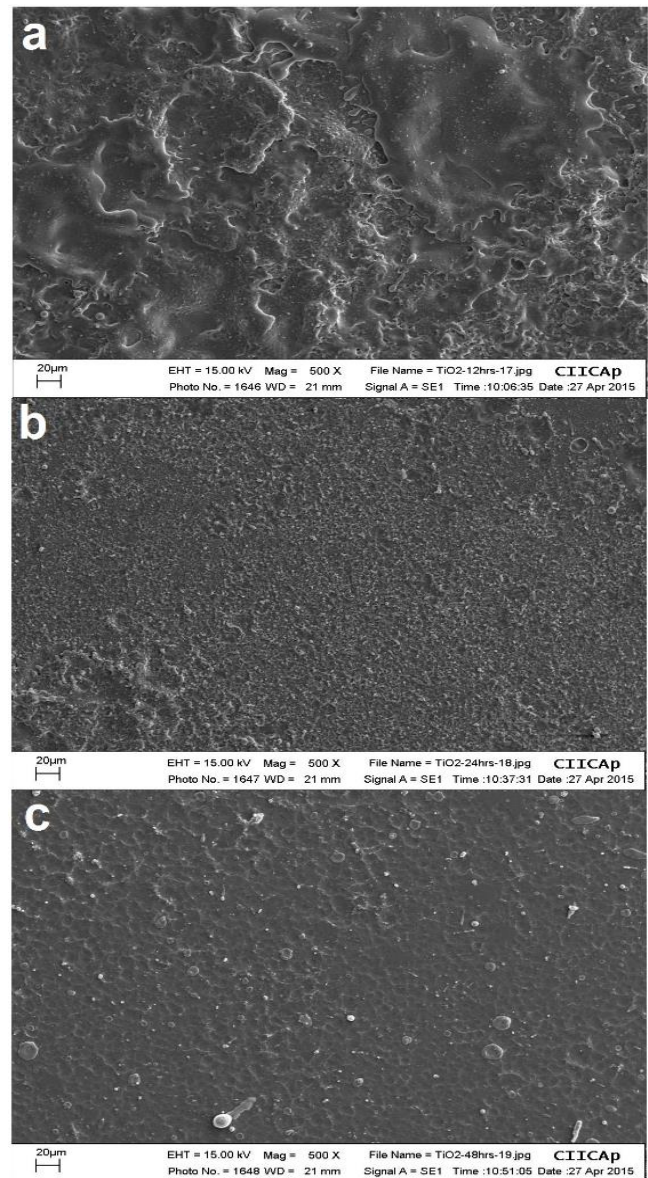 a
20µm EHT = 15.00 kV Mag = 500 X File Name = TiO2-12hrs-17.jpg CIICAp
Photo No. = 1646 WD = 21 mm Signal A = SE1 Time :10:06:35 Date :27 Apr 2015
b
20µm EHT = 15.00 kV Mag = 500 X File Name = TiO2-24hrs-18.jpg CIICAp
Photo No. = 1647 WD = 21 mm Signal A = SE1 Time :10:37:31 Date :27 Apr 2015
c
20µm EHT = 15.00 kV Mag = 500 X File Name = TiO2-48hrs-19.jpg CIICAp
Photo No. = 1648 WD = 21 mm Signal A = SE1 Time :10:51:05 Date :27 Apr 2015